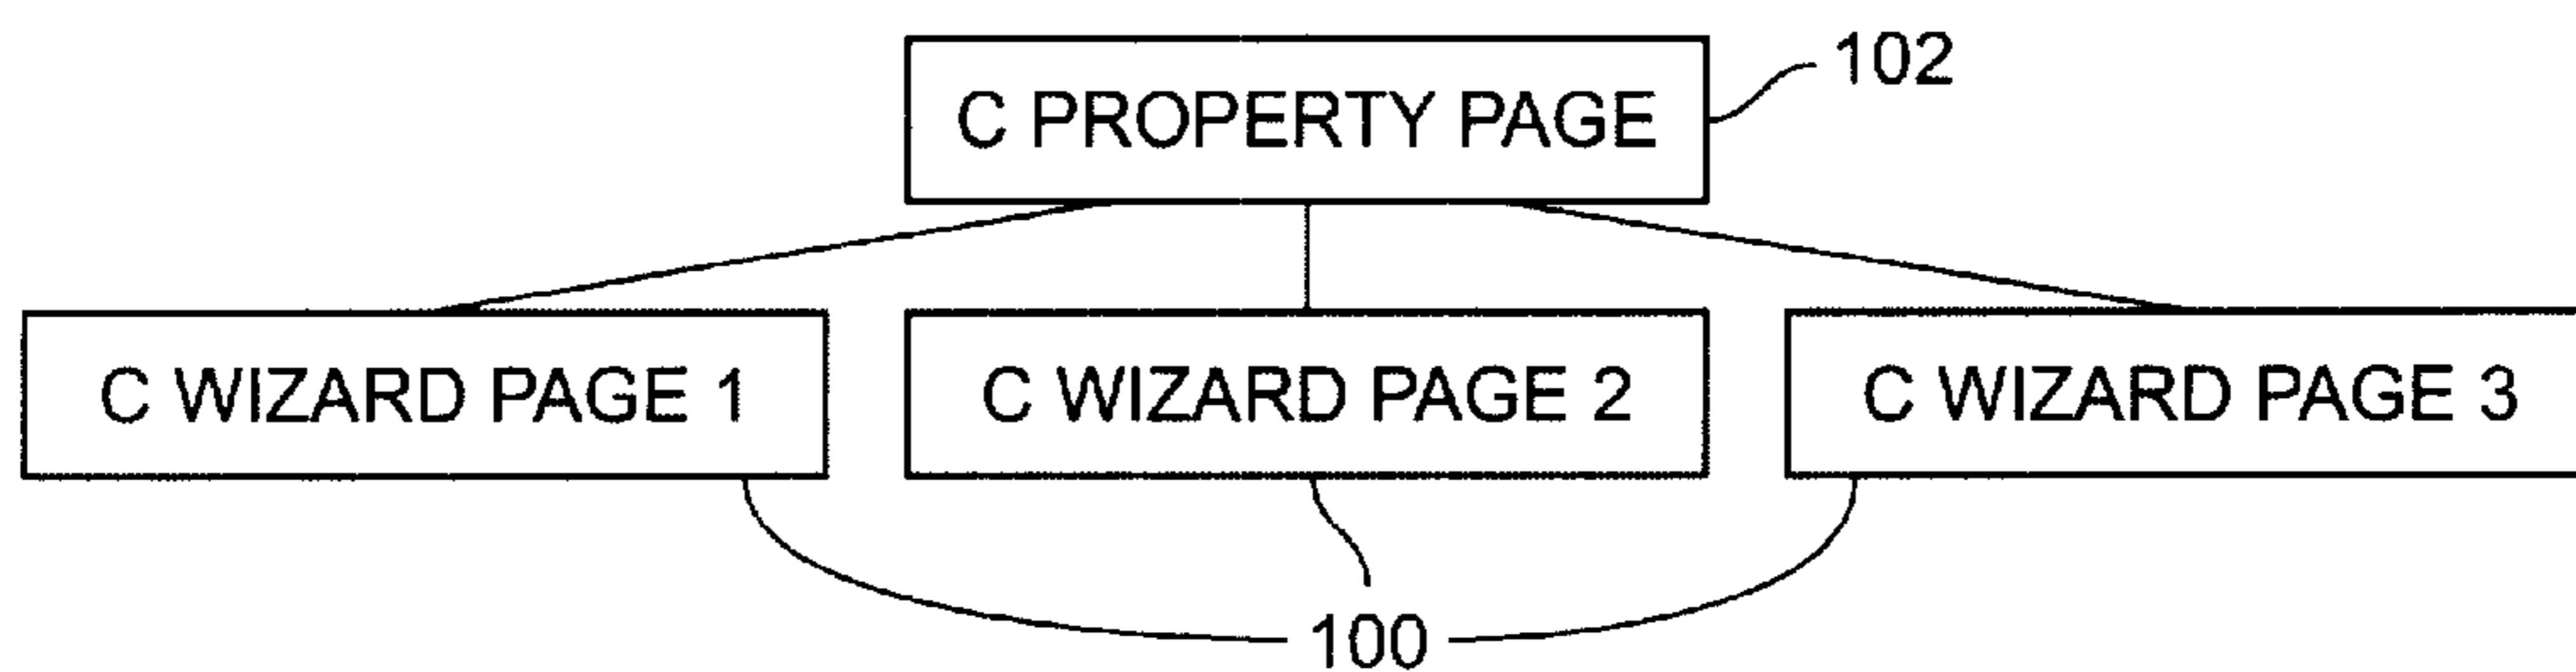 C PROPERTY PAGE
102
C WIZARD PAGE 1
C WIZARD PAGE 2
C WIZARD PAGE 3
100